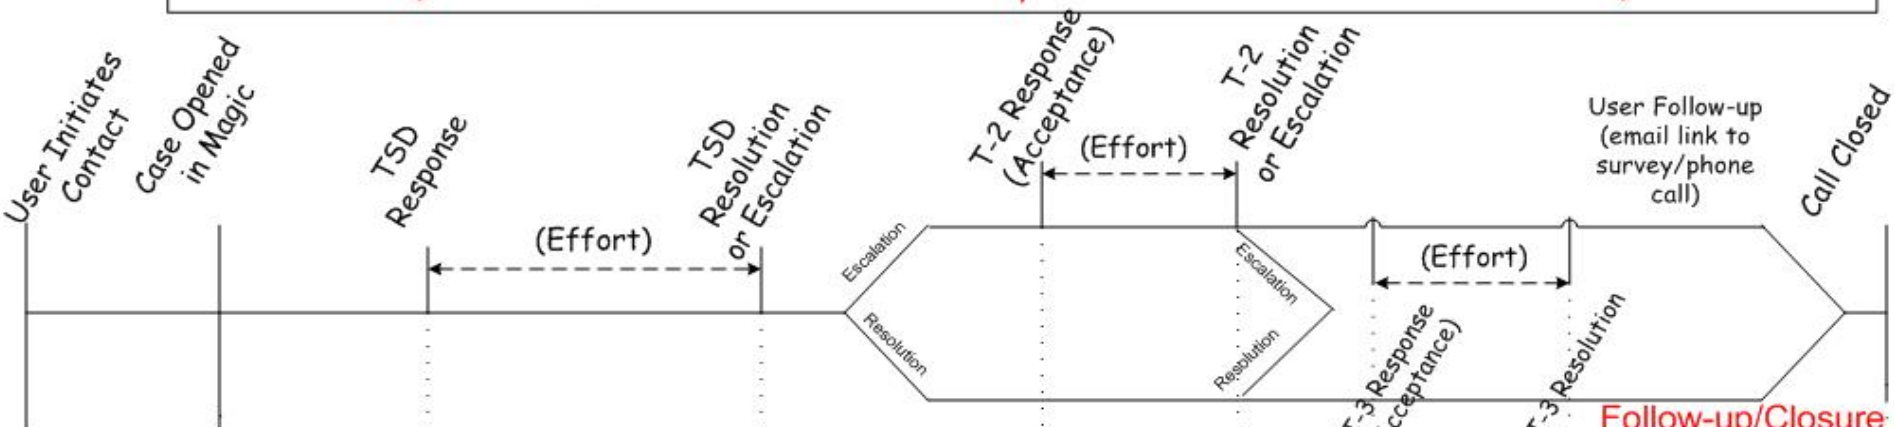 User Initiates
Contact
Case Opened
in Magic
TSD
Response
(Effort)
TSD
Resolution
or Escalation
Escalation
Resolution
T-2 Response
(Acceptance)
(Effort)
T-2
Resolution
or Escalation
Escalation
Resolution
(Effort)
T-3 Response
Resolution
User Follow-up
(email link to
survey/phone
call)
Call Closed
Follow-up/Closure